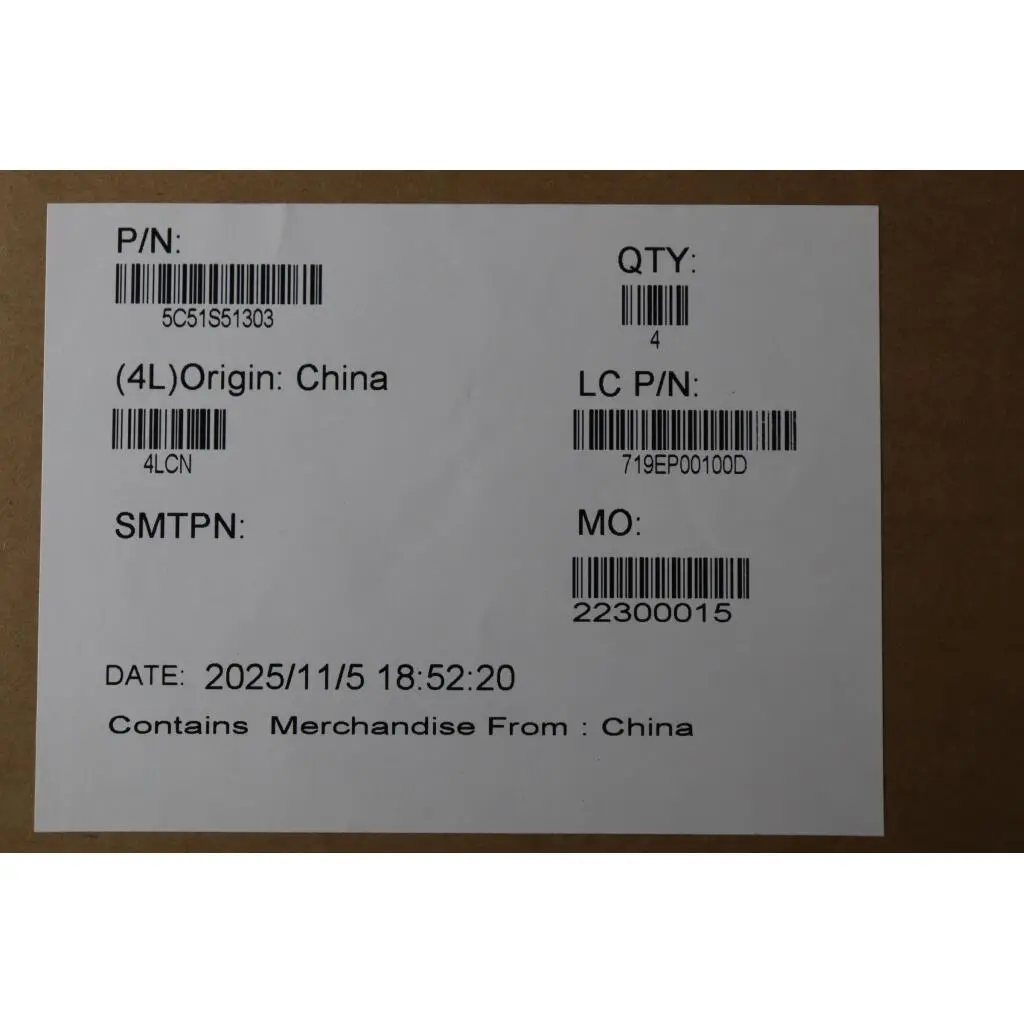 P/N:
5C51S51303
QTY:
4
(4L)Origin: China
4LCN
LC P/N:
719EP00100D
SMTPN:
MO:
22300015
DATE: 2025/11/5 18:52:20
Contains Merchandise From : China